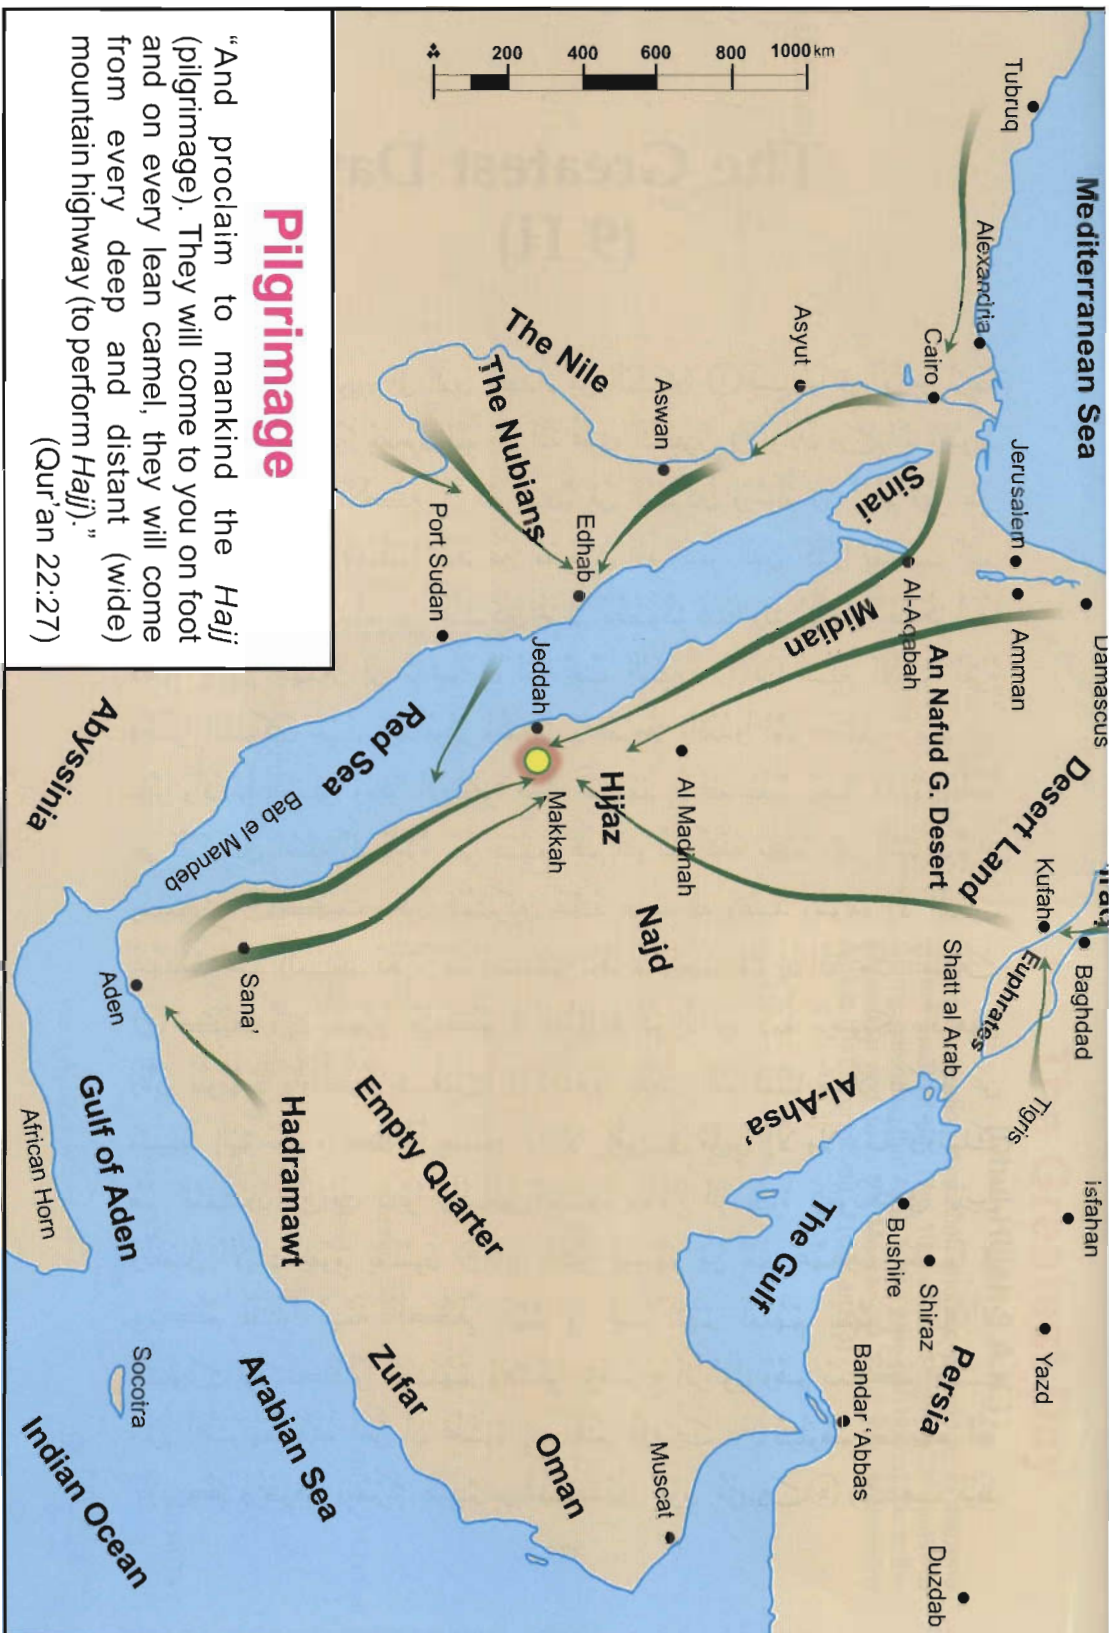 Mediterranean Sea
Tubruq
Alexandria
Cairo
Asyut
Aswan
The Nile
The Nubians
Edhab
Port Sudan
Sinai
Jerusalem
Amman
Damascus
Al-Aqabah
Midian
An Nafud G. Desert
Desert Land
Kufah
Baghdad
Euphrates
Tigris
Shatt al Arab
isfahan
Yazd
Shiraz
Bushire
Persia
Bandar ‘Abbas
Duzdab
The Gulf
Al-Ahsa’
Al Madinah
Hijaz
Najd
Jeddah
Makkah
Red Sea
Bab el Mandeb
Abyssinia
Sana’
Aden
Gulf of Aden
African Horn
Hadramawt
Empty Quarter
Zufar
Oman
Muscat
Arabian Sea
Socotra
Indian Ocean
200 400 600 800 1000 km
Pilgrimage
“And proclaim to mankind the Hajj
(pilgrimage). They will come to you on foot
and on every lean camel, they will come
from every deep and distant (wide)
mountain highway (to perform Hajj).”
(Qur’an 22:27)